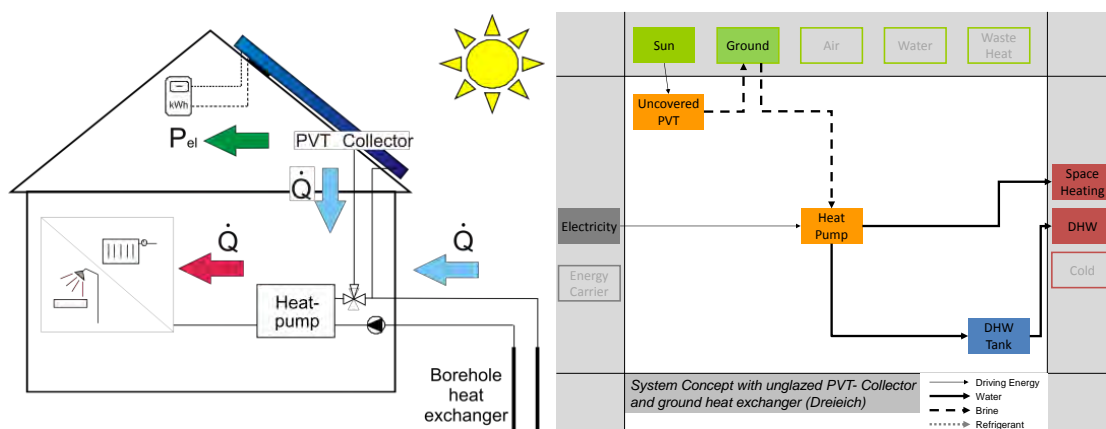 kWh
Pel
PVT Collector
Q̇
Q̇
Q̇
Heat-
pump
Borehole
heat
exchanger
Sun
Ground
Air
Water
Waste
Heat
Uncovered
PVT
Space
Heating
Electricity
Heat
Pump
DHW
Energy
Carrier
Cold
DHW
Tank
System Concept with unglazed PVT- Collector
and ground heat exchanger (Dreieich)
Driving Energy
Water
Brine
Refrigerant